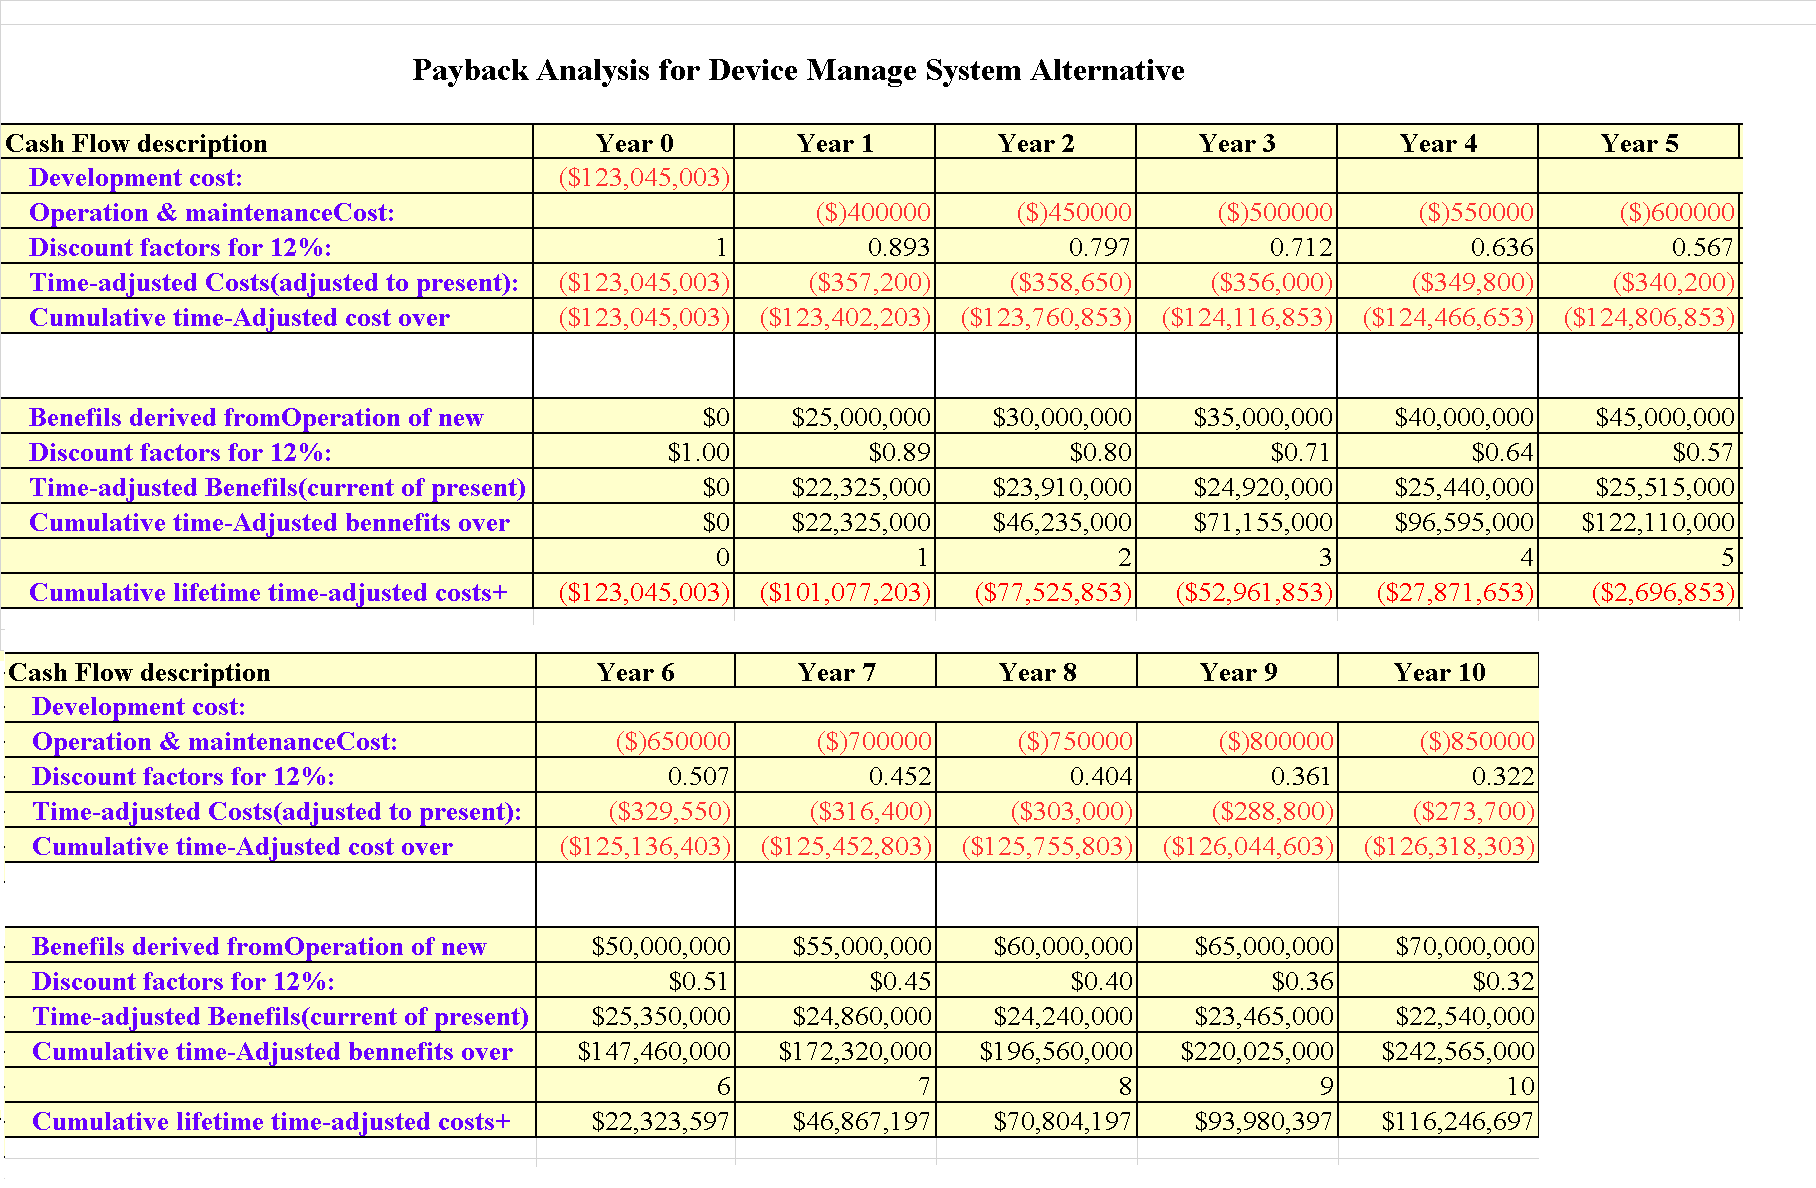 Payback Analysis for Device Manage System Alternative
Cash Flow description Year 0 Year 1 Year 2 Year 3 Year 4 Year 5
Development cost: ($123,045,003)
Operation & maintenanceCost: ($)400000 ($)450000 ($)500000 ($)550000 ($)600000
Discount factors for 12%: 1 0.893 0.797 0.712 0.636 0.567
Time-adjusted Costs(adjusted to present): ($123,045,003) ($357,200) ($358,650) ($356,000) ($349,800) ($340,200)
Cumulative time-Adjusted cost over ($123,045,003) ($123,402,203) ($123,760,853) ($124,116,853) ($124,466,653) ($124,806,853)
Benefils derived fromOperation of new $0 $25,000,000 $30,000,000 $35,000,000 $40,000,000 $45,000,000
Discount factors for 12%: $1.00 $0.89 $0.80 $0.71 $0.64 $0.57
Time-adjusted Benefils(current of present) $0 $22,325,000 $23,910,000 $24,920,000 $25,440,000 $25,515,000
Cumulative time-Adjusted bennefits over $0 $22,325,000 $46,235,000 $71,155,000 $96,595,000 $122,110,000
0 1 2 3 4 5
Cumulative lifetime time-adjusted costs+ ($123,045,003) ($101,077,203) ($77,525,853) ($52,961,853) ($27,871,653) ($2,696,853)
Cash Flow description Year 6 Year 7 Year 8 Year 9 Year 10
Development cost:
Operation & maintenanceCost: ($)650000 ($)700000 ($)750000 ($)800000 ($)850000
Discount factors for 12%: 0.507 0.452 0.404 0.361 0.322
Time-adjusted Costs(adjusted to present): ($329,550) ($316,400) ($303,000) ($288,800) ($273,700)
Cumulative time-Adjusted cost over ($125,136,403) ($125,452,803) ($125,755,803) ($126,044,603) ($126,318,303)
Benefils derived fromOperation of new $50,000,000 $55,000,000 $60,000,000 $65,000,000 $70,000,000
Discount factors for 12%: $0.51 $0.45 $0.40 $0.36 $0.32
Time-adjusted Benefils(current of present) $25,350,000 $24,860,000 $24,240,000 $23,465,000 $22,540,000
Cumulative time-Adjusted bennefits over $147,460,000 $172,320,000 $196,560,000 $220,025,000 $242,565,000
6 7 8 9 10
Cumulative lifetime time-adjusted costs+ $22,323,597 $46,867,197 $70,804,197 $93,980,397 $116,246,697